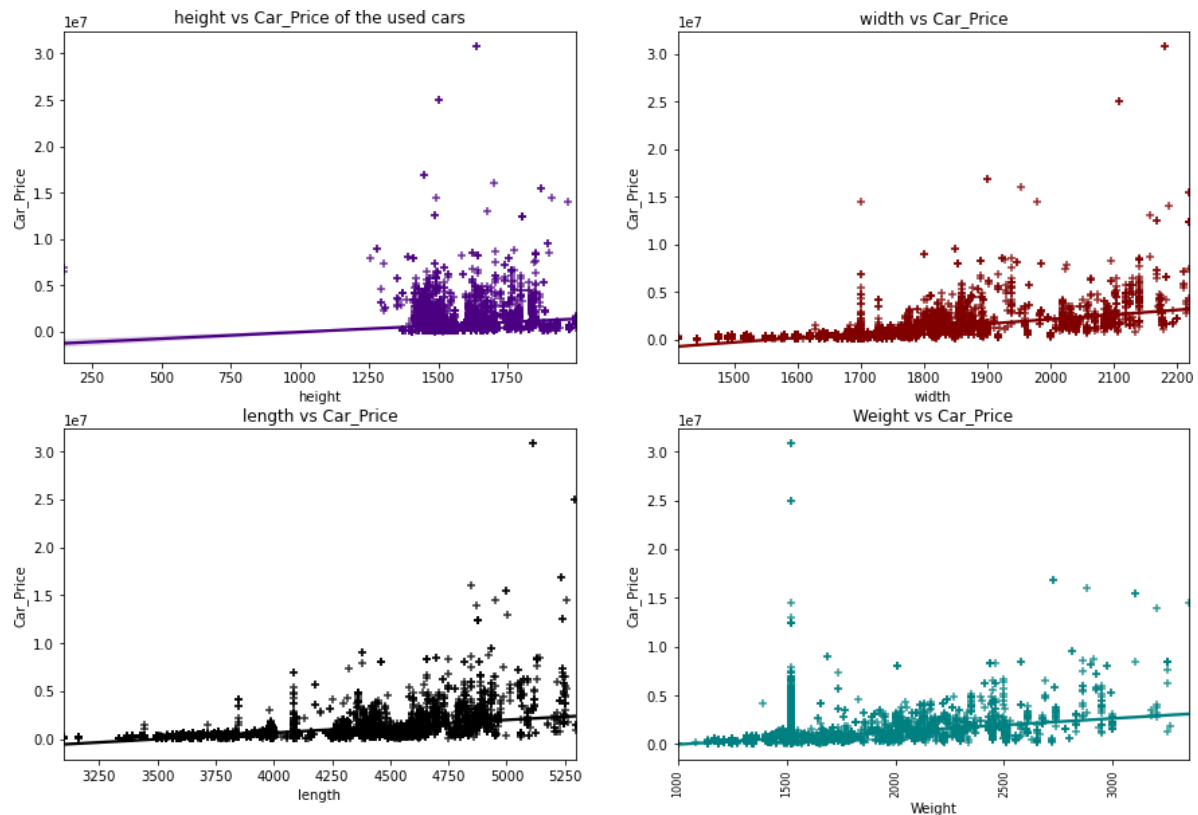 height vs Car_Price of the used cars
1e7
3.0
2.5
2.0
1.5
1.0
0.5
0.0
Car_Price
250 500 750 1000 1250 1500 1750
height
width vs Car_Price
1e7
3.0
2.5
2.0
1.5
1.0
0.5
0.0
Car_Price
1500 1600 1700 1800 1900 2000 2100 2200
width
length vs Car_Price
1e7
3.0
2.5
2.0
1.5
1.0
0.5
0.0
Car_Price
3250 3500 3750 4000 4250 4500 4750 5000 5250
length
Weight vs Car_Price
1e7
3.0
2.5
2.0
1.5
1.0
0.5
0.0
Car_Price
1000 1500 2000 2500 3000
Weight